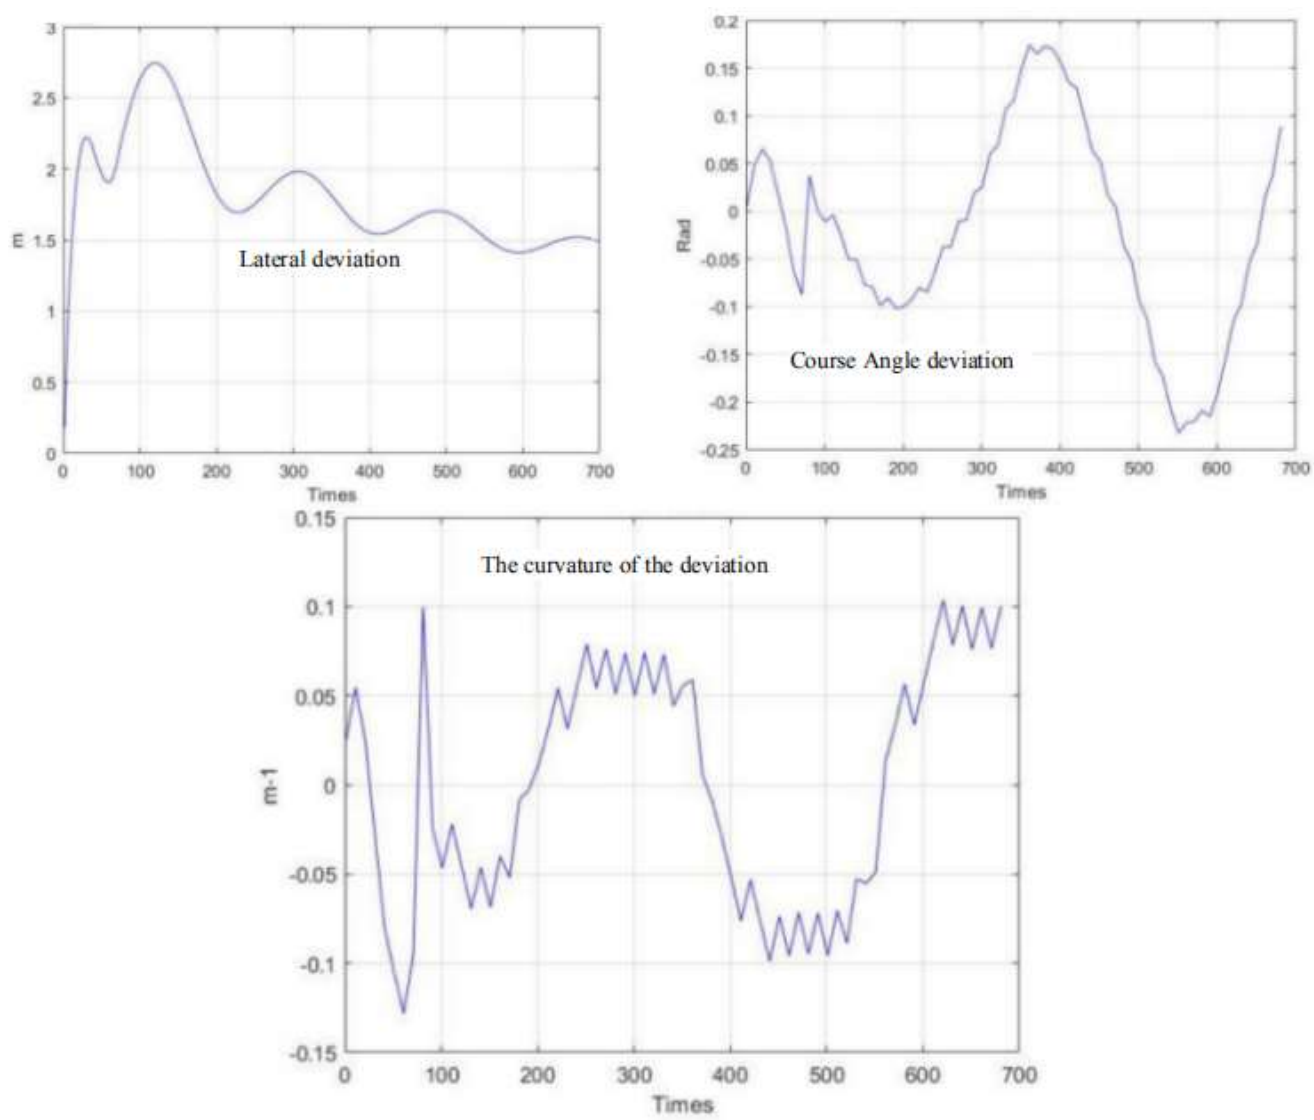 3
2.5
2
1.5
1
0.5
0
m
Lateral deviation
0 100 200 300 400 500 600 700
Times
0.2
0.15
0.1
0.05
0
-0.05
-0.1
-0.15
-0.2
-0.25
Rad
Course Angle deviation
0 100 200 300 400 500 600 700
Times
0.15
0.1
0.05
0
-0.05
-0.1
-0.15
m-1
The curvature of the deviation
0 100 200 300 400 500 600 700
Times